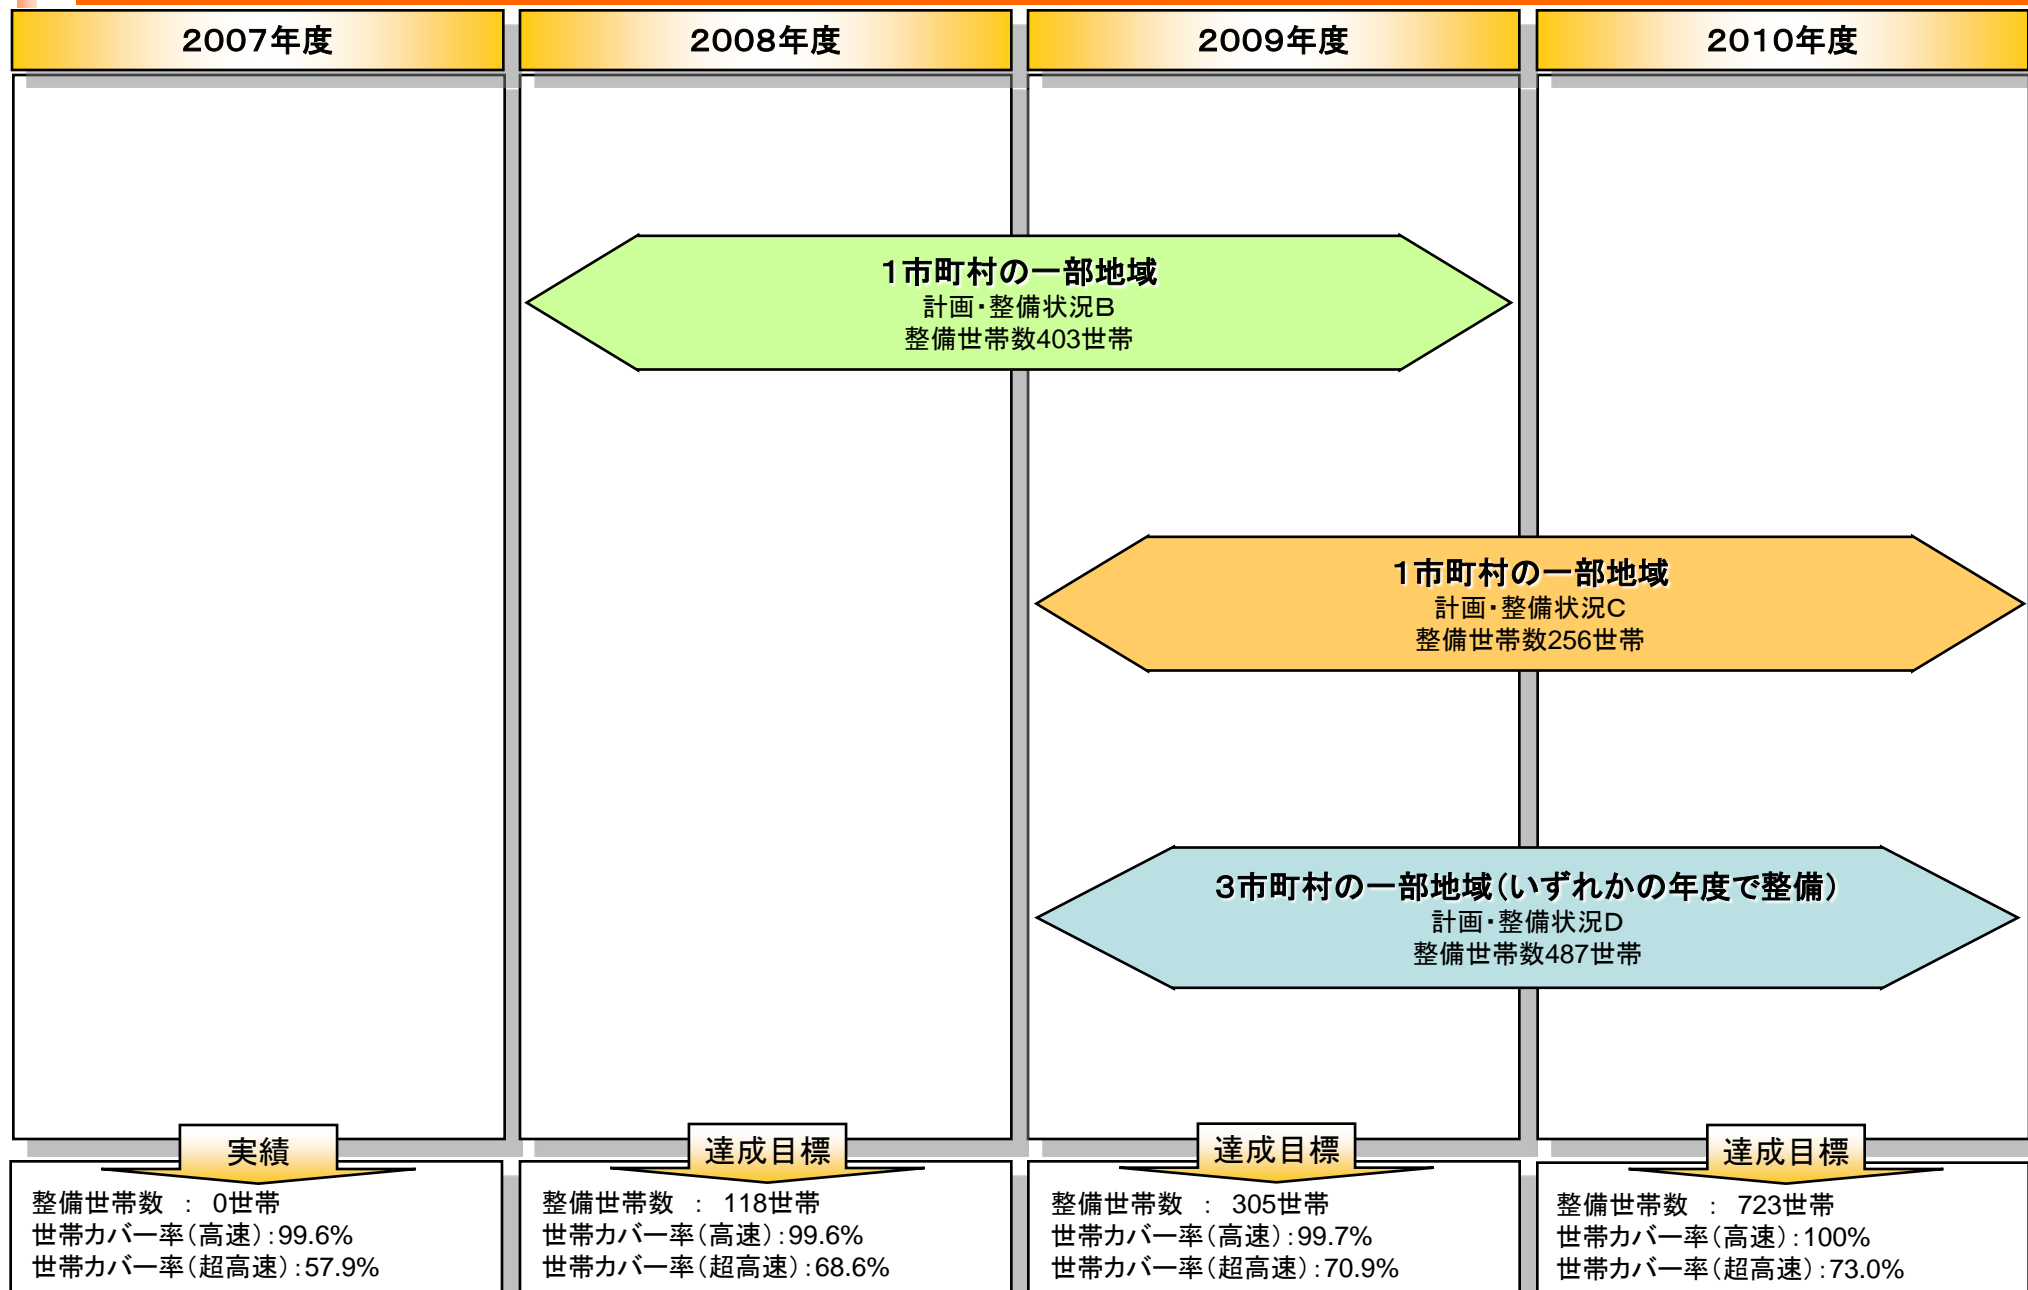 2007年度
2008年度
2009年度
2010年度
1市町村の一部地域
計画・整備状況B
整備世帯数403世帯
1市町村の一部地域
計画・整備状況C
整備世帯数256世帯
3市町村の一部地域(いずれかの年度で整備)
計画・整備状況D
整備世帯数487世帯
実績
整備世帯数 : 0世帯
世帯カバー率(高速):99.6%
世帯カバー率(超高速):57.9%
達成目標
整備世帯数 : 118世帯
世帯カバー率(高速):99.6%
世帯カバー率(超高速):68.6%
達成目標
整備世帯数 : 305世帯
世帯カバー率(高速):99.7%
世帯カバー率(超高速):70.9%
達成目標
整備世帯数 : 723世帯
世帯カバー率(高速):100%
世帯カバー率(超高速):73.0%